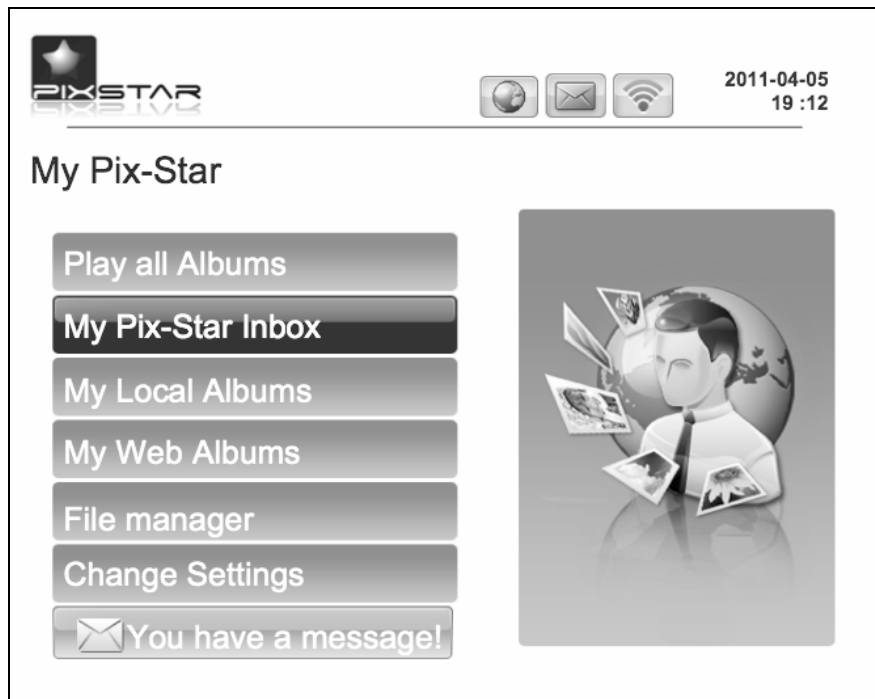 PIXSTAR
2011-04-05
19 :12
My Pix-Star
Play all Albums
My Pix-Star Inbox
My Local Albums
My Web Albums
File manager
Change Settings
You have a message!